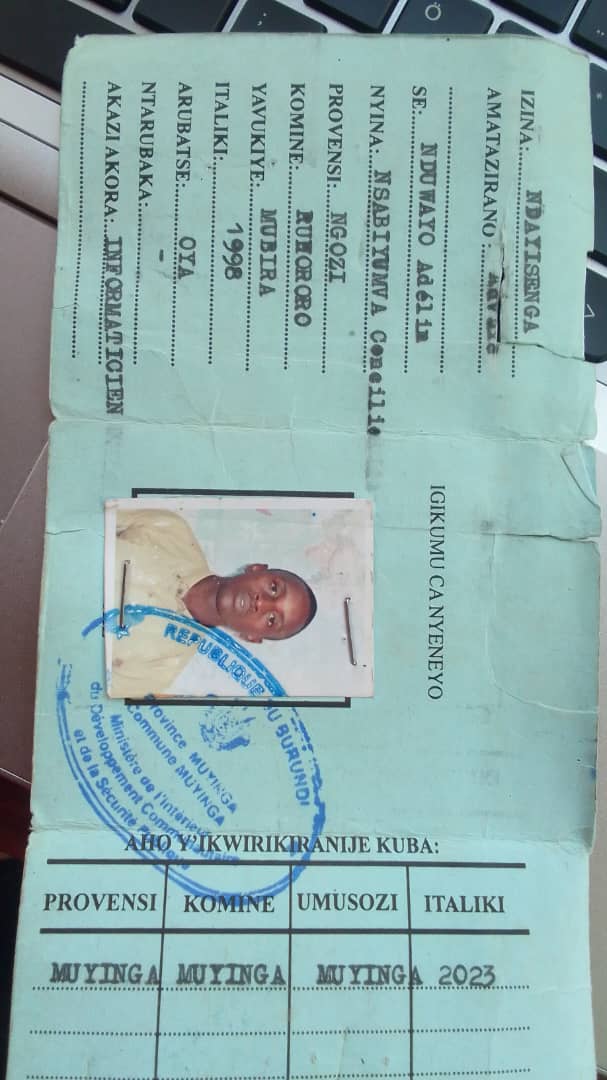 IZINA. NDAYISENGA
AMATAZIRANO.
SE. NDUWAYO Adélin
NYINA. NSABIYUMVA Concilie
PROVENSI. NGOZI
KOMINE. RUHORORO
YAVUKIYE. MUBIRA
ITALIKI. 1998
ARUBATSE. OYA
NTARUBAKA. -
AKAZI AKORA. INFORMATICIEN
IGIKUMU CA NYENEYO
REPUBLIQUE DU BURUNDI
Province MUYINGA
Commune MUYINGA
Ministère de l'Intérieur
du Développement Communautaire
et de la Sécurité Publique
AHO Y'IKWIRIKIRANIJE KUBA:
PROVENSI KOMINE UMUSOZI ITALIKI
MUYINGA MUYINGA MUYINGA 2023